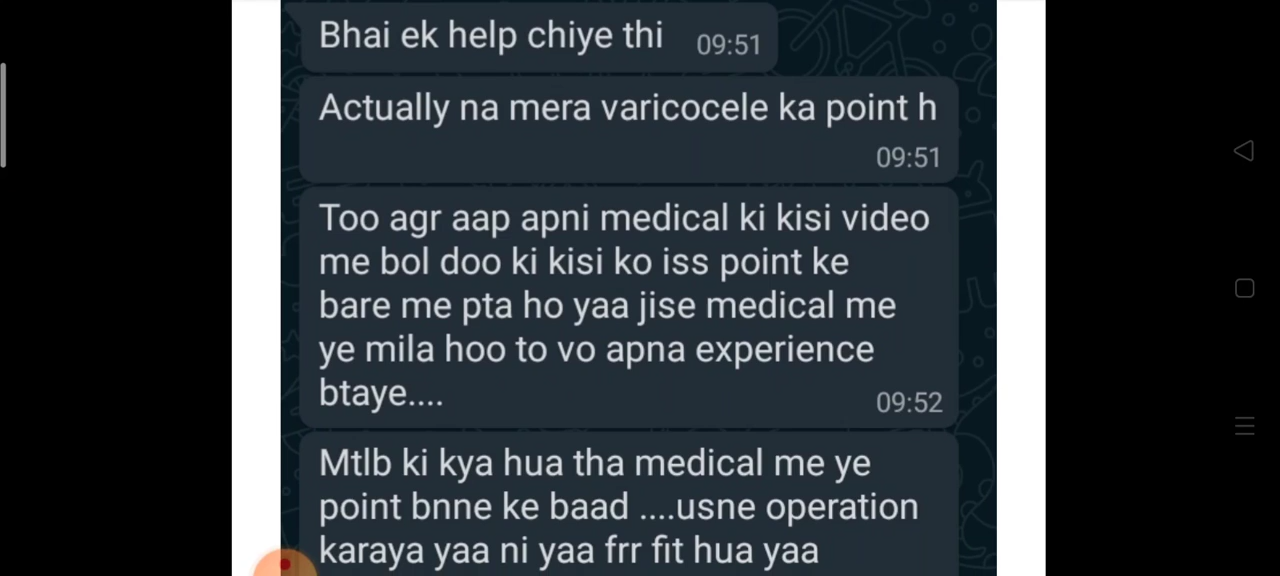 Bhai ek help chiye thi 09:51
Actually na mera varicocele ka point h
09:51
Too agr aap apni medical ki kisi video
me bol doo ki kisi ko iss point ke
bare me pta ho yaa jise medical me
ye mila hoo to vo apna experience
btaye.... 09:52
Mtlb ki kya hua tha medical me ye
point bnne ke baad ....usne operation
karaya yaa ni yaa frr fit hua yaa